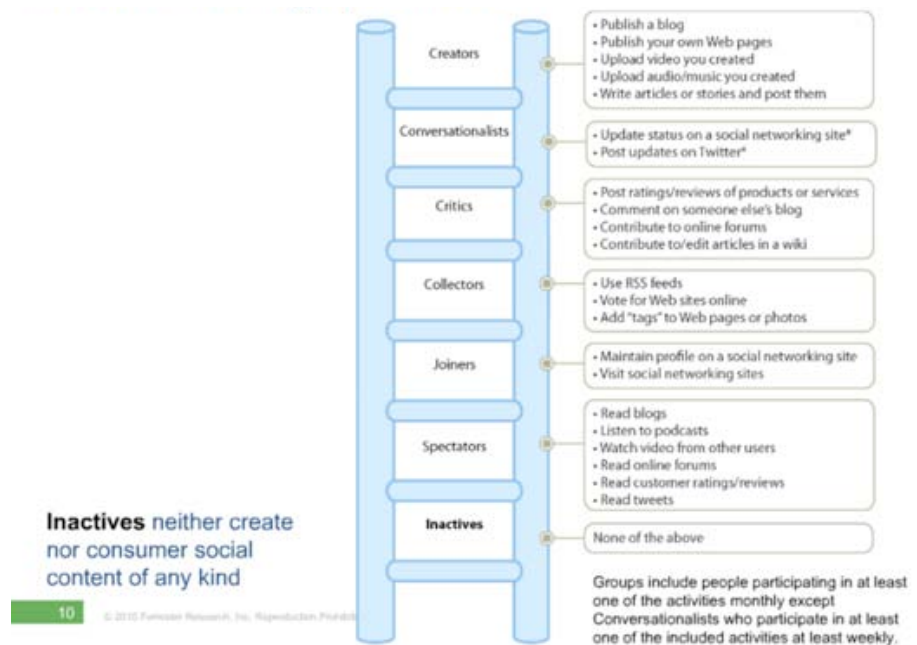 Creators
• Publish a blog
• Publish your own Web pages
• Upload video you created
• Upload audio/music you created
• Write articles or stories and post them
Conversationalists
• Update status on a social networking site*
• Post updates on Twitter*
Critics
• Post ratings/reviews of products or services
• Comment on someone else's blog
• Contribute to online forums
• Contribute to/edit articles in a wiki
Collectors
• Use RSS feeds
• Vote for Web sites online
• Add "tags" to Web pages or photos
Joiners
• Maintain profile on a social networking site
• Visit social networking sites
Spectators
• Read blogs
• Listen to podcasts
• Watch video from other users
• Read online forums
• Read customer ratings/reviews
• Read tweets
Inactives
None of the above
Inactives neither create
nor consumer social
content of any kind
Groups include people participating in at least
one of the activities monthly except
Conversationalists who participate in at least
one of the included activities at least weekly.
10
Forrester Research, Inc. Reproduction